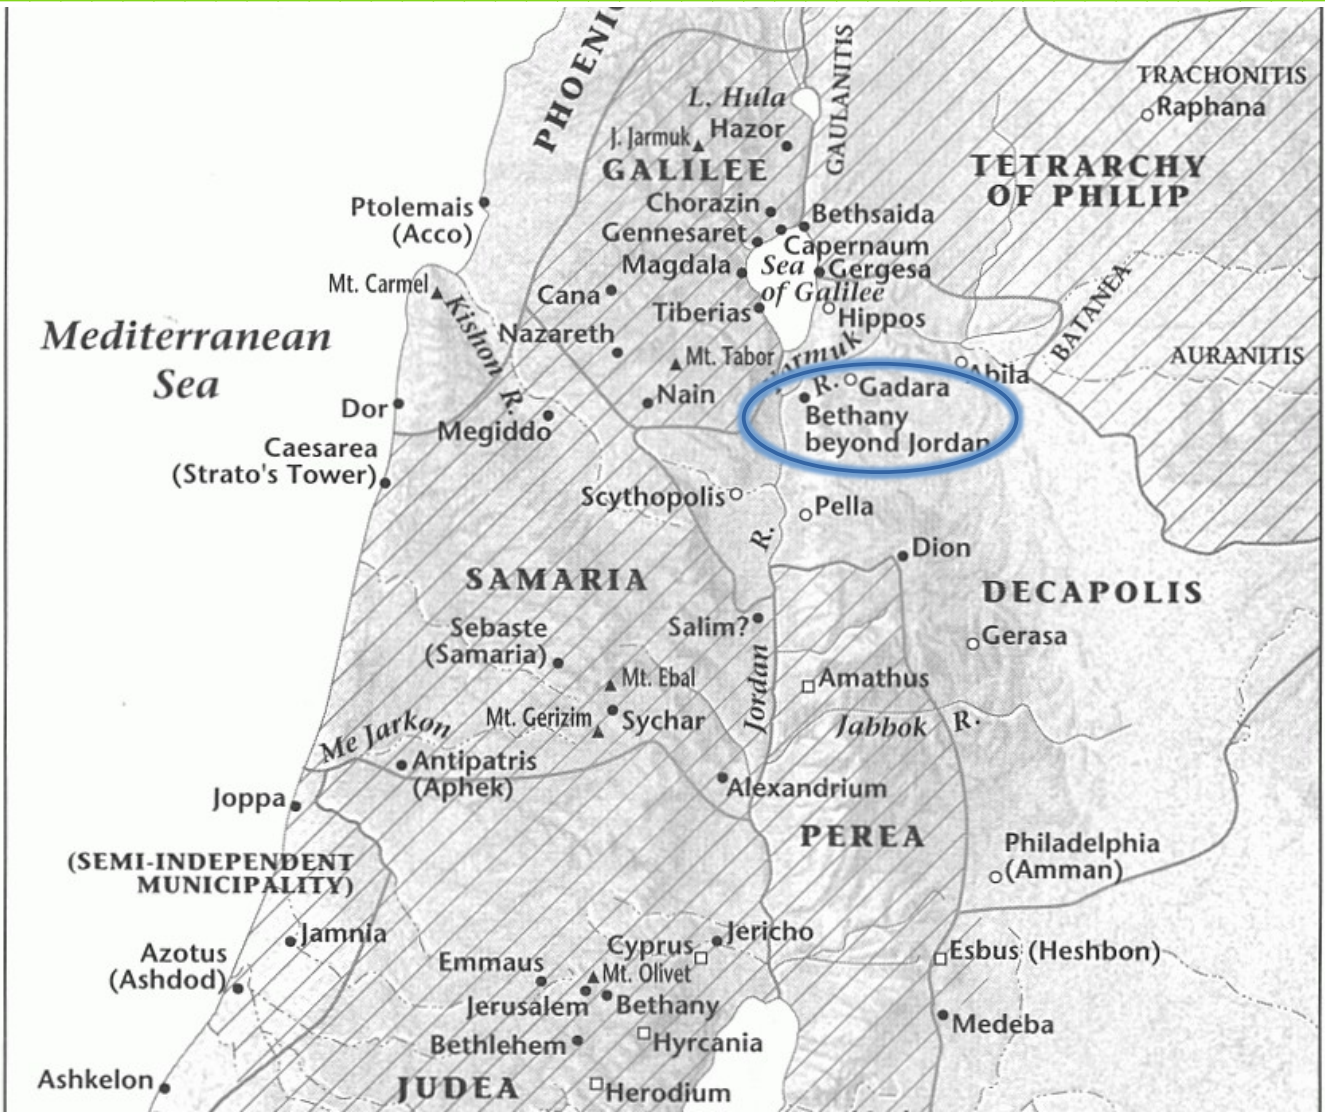 PHOENIC
GAULANITIS
TRACHONITIS
Raphana
L. Hula
J. Jarmuk
Hazor
GALILEE
TETRARCHY
OF PHILIP
Chorazin
Bethsaida
Ptolemais
(Acco)
Gennesaret
Capernaum
Magdala
Sea
of Galilee
Gergesa
Mt. Carmel
Kishon
R.
Cana
Tiberias
Hippos
BATANEA
Mediterranean
Sea
Nazareth
Mt. Tabor
Yarmuk
R.
AURANITIS
Abila
Gadara
Nain
Dor
Bethany
beyond Jordan
Megiddo
Caesarea
(Strato's Tower)
Scythopolis
Pella
R.
Dion
SAMARIA
DECAPOLIS
Sebaste
(Samaria)
Salim?
Gerasa
Mt. Ebal
Amathus
Jordan
Mt. Gerizim
Sychar
Jabbok
R.
Me Jarkon
Antipatris
(Aphek)
Alexandrium
Joppa
PEREA
Philadelphia
(Amman)
(SEMI-INDEPENDENT
MUNICIPALITY)
Jamnia
Jericho
Cyprus
Azotus
(Ashdod)
Emmaus
Mt. Olivet
Esbus (Heshbon)
Jerusalem
Bethany
Medeba
Bethlehem
Hyrcania
Ashkelon
JUDEA
Herodium